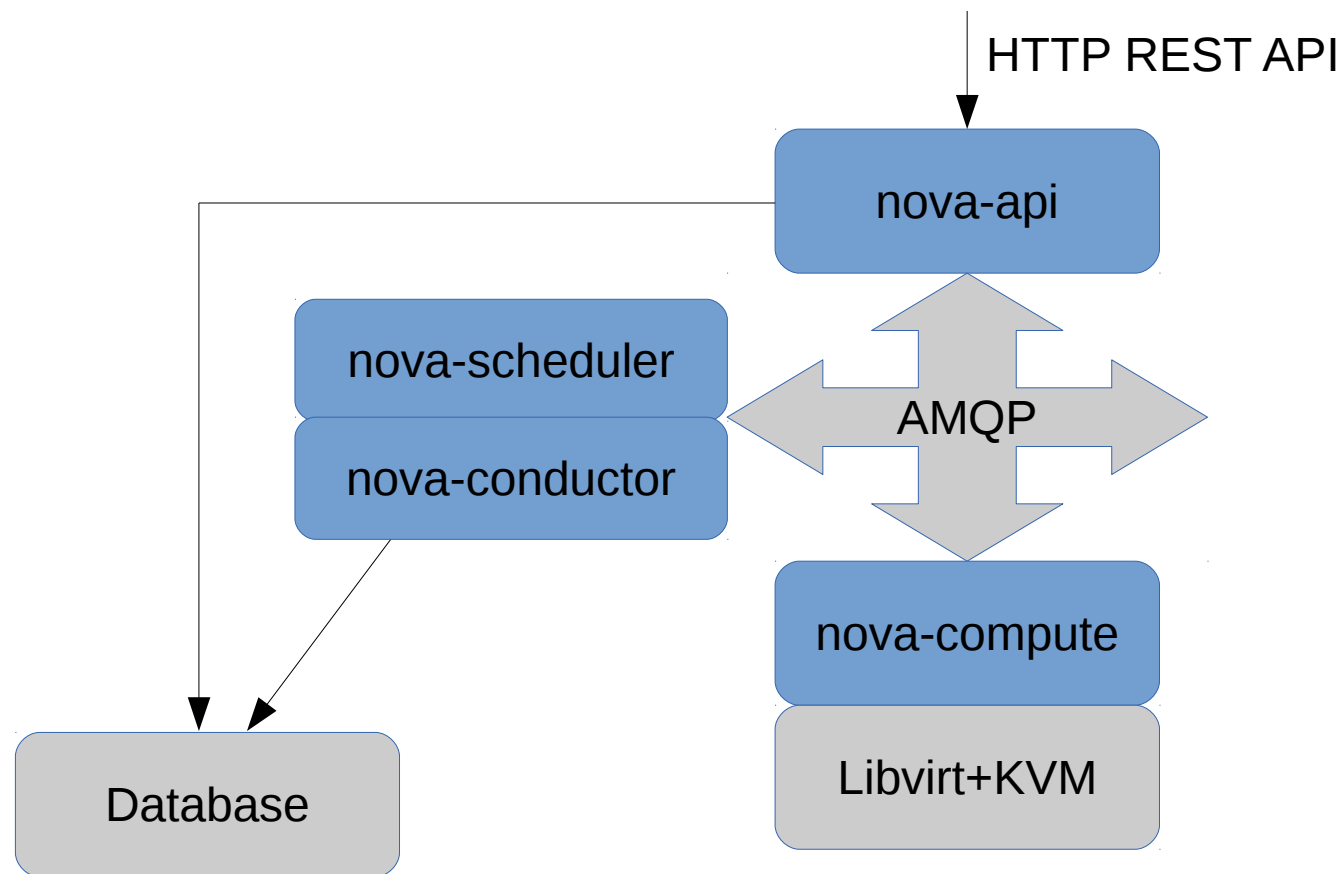 HTTP REST API
nova-api
nova-scheduler
AMQP
nova-conductor
nova-compute
Libvirt+KVM
Database